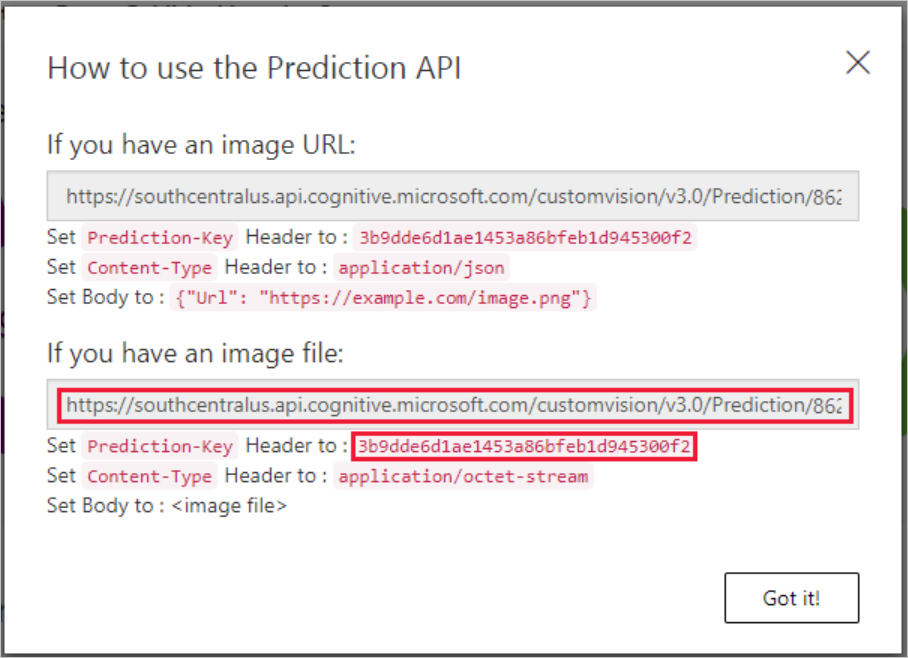 How to use the Prediction API
If you have an image URL:
https://southcentralus.api.cognitive.microsoft.com/customvision/v3.0/Prediction/862
Set Prediction-Key Header to : 3b9dde6d1ae1453a86bfeb1d945300f2
Set Content-Type Header to : application/json
Set Body to : {"Url": "https://example.com/image.png"}
If you have an image file:
https://southcentralus.api.cognitive.microsoft.com/customvision/v3.0/Prediction/862
Set Prediction-Key Header to : 3b9dde6d1ae1453a86bfeb1d945300f2
Set Content-Type Header to : application/octet-stream
Set Body to : <image file>
Got it!